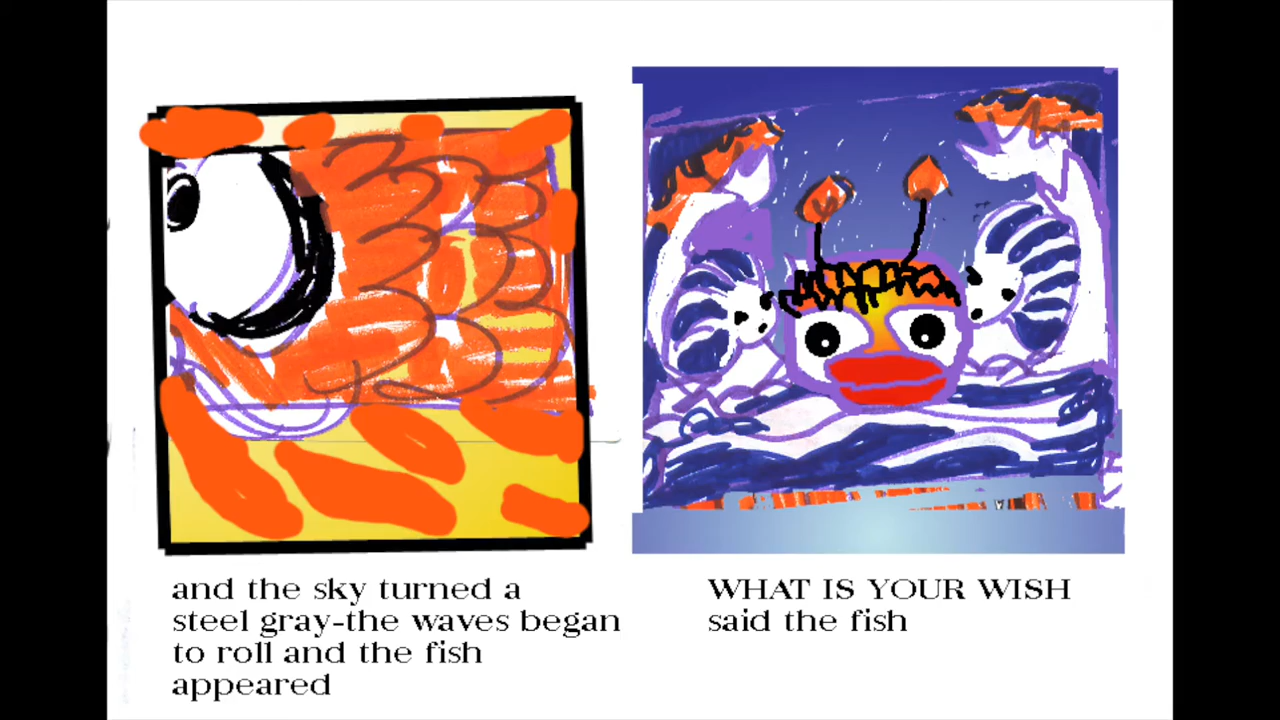 and the sky turned a
steel gray-the waves began
to roll and the fish
appeared
WHAT IS YOUR WISH
said the fish